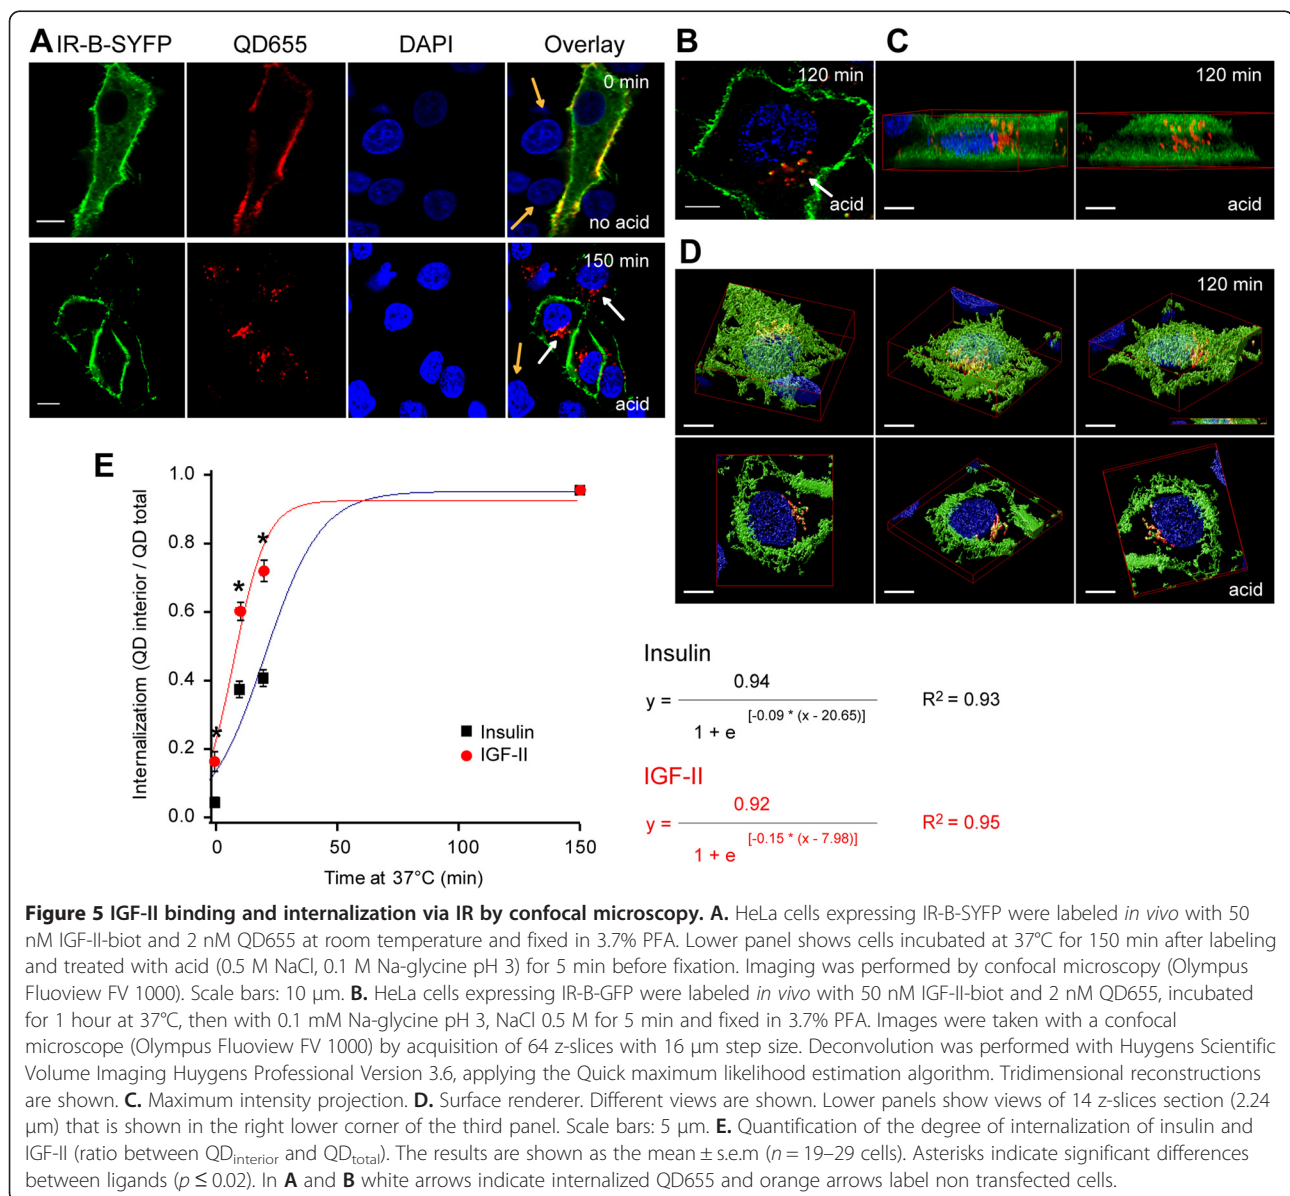 A IR-B-SYFP QD655 DAPI Overlay
0 min
no acid
150 min
acid
B
120 min
acid
C
120 min
acid
D
120 min
acid
E
1.0
0.8
0.6
0.4
0.2
0.0
Internalizatiom (QD interior / QD total
* * *
Insulin
IGF-II
0 50 100 150
Time at 37°C (min)
Insulin
y = 0.94
1 + e [-0.09 * (x - 20.65)]
R2 = 0.93
IGF-II
y = 0.92
1 + e [-0.15 * (x - 7.98)]
R2 = 0.95
Figure 5 IGF-II binding and internalization via IR by confocal microscopy. A. HeLa cells expressing IR-B-SYFP were labeled in vivo with 50
nM IGF-II-biot and 2 nM QD655 at room temperature and fixed in 3.7% PFA. Lower panel shows cells incubated at 37°C for 150 min after labeling
and treated with acid (0.5 M NaCl, 0.1 M Na-glycine pH 3) for 5 min before fixation. Imaging was performed by confocal microscopy (Olympus
Fluoview FV 1000). Scale bars: 10 μm. B. HeLa cells expressing IR-B-GFP were labeled in vivo with 50 nM IGF-II-biot and 2 nM QD655, incubated
for 1 hour at 37°C, then with 0.1 mM Na-glycine pH 3, NaCl 0.5 M for 5 min and fixed in 3.7% PFA. Images were taken with a confocal
microscope (Olympus Fluoview FV 1000) by acquisition of 64 z-slices with 16 μm step size. Deconvolution was performed with Huygens Scientific
Volume Imaging Huygens Professional Version 3.6, applying the Quick maximum likelihood estimation algorithm. Tridimensional reconstructions
are shown. C. Maximum intensity projection. D. Surface renderer. Different views are shown. Lower panels show views of 14 z-slices section (2.24
μm) that is shown in the right lower corner of the third panel. Scale bars: 5 μm. E. Quantification of the degree of internalization of insulin and
IGF-II (ratio between QDinterior and QDtotal). The results are shown as the mean ± s.e.m (n = 19–29 cells). Asterisks indicate significant differences
between ligands (p ≤ 0.02). In A and B white arrows indicate internalized QD655 and orange arrows label non transfected cells.